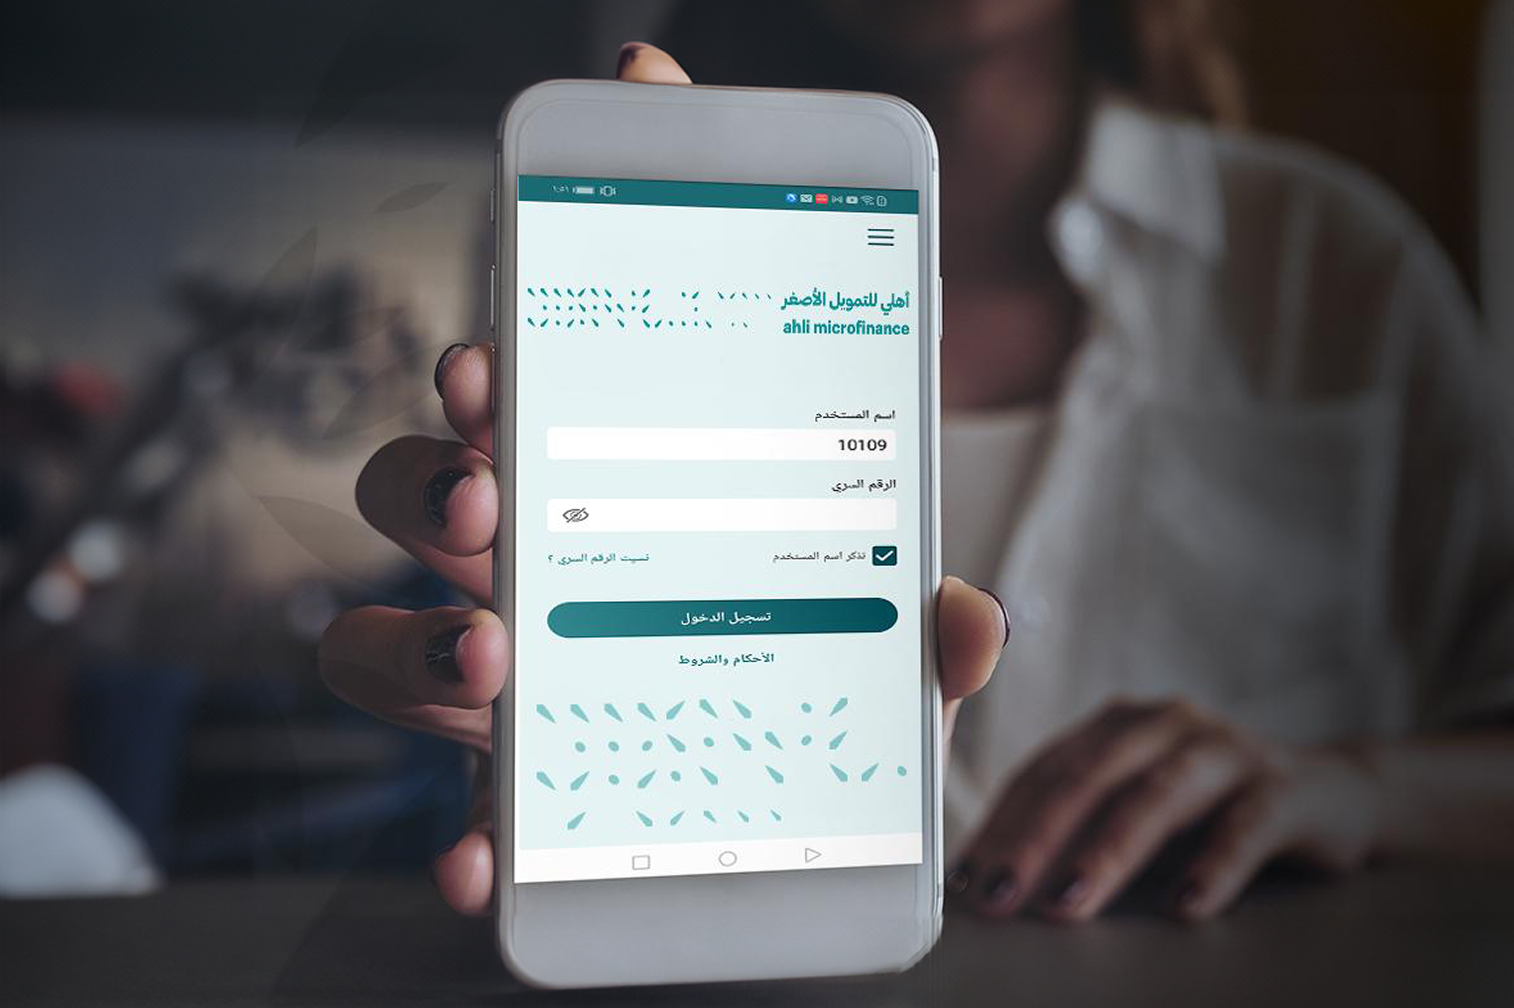 ١:٥٦
أهلي للتمويل الأصغر
ahli microfinance
اسم المستخدم
10109
الرقم السري
تذكر اسم المستخدم
نسيت الرقم السري ؟
تسجيل الدخول
الأحكام والشروط